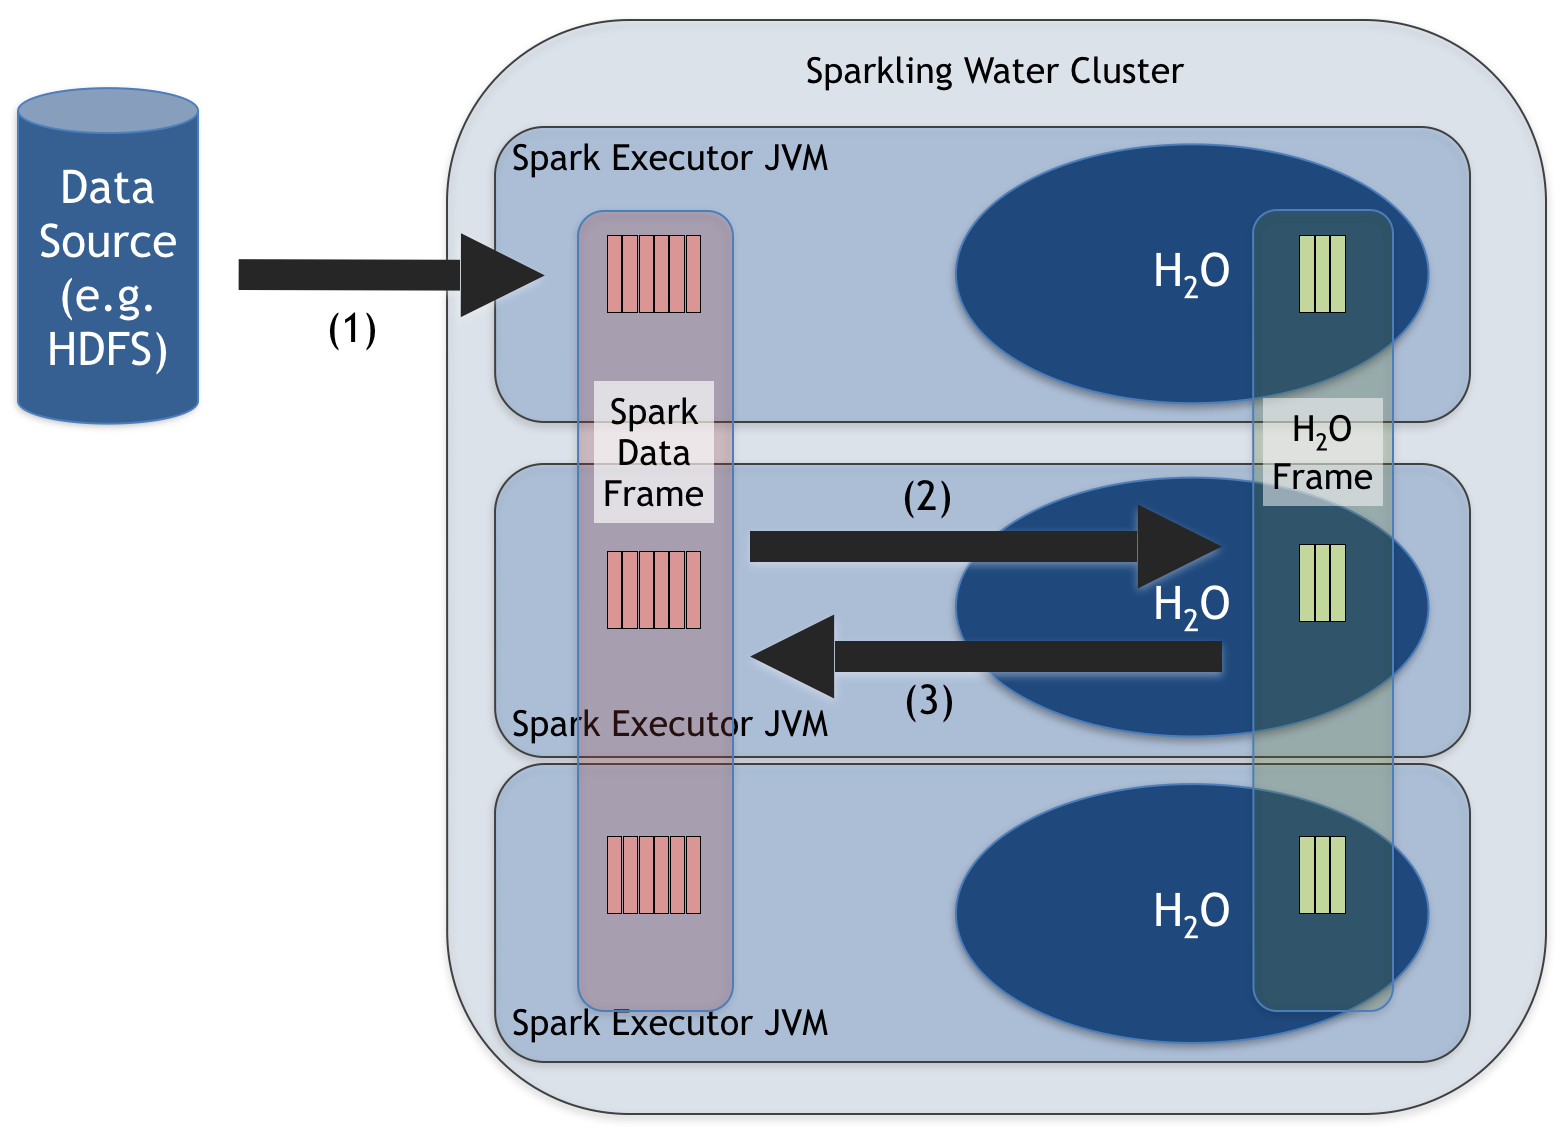 Sparkling Water Cluster
Data
Source
(e.g.
HDFS)
(1)
Spark Executor JVM
H₂O
Spark
Data
Frame
H₂O
Frame
(2)
H₂O
(3)
Spark Executor JVM
H₂O
Spark Executor JVM